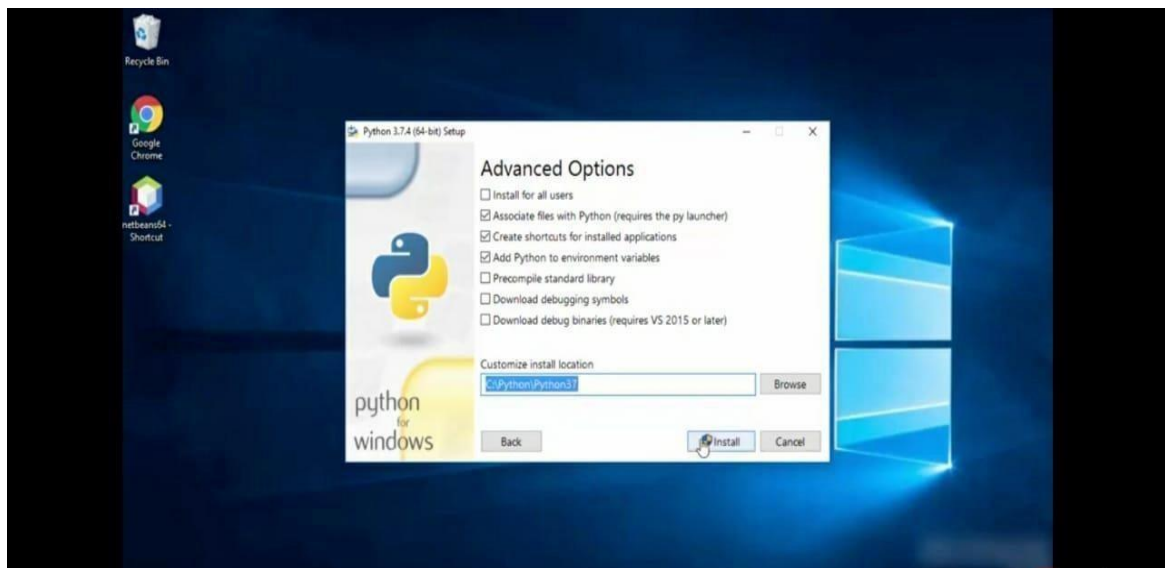 Recycle Bin
Google
Chrome
netbeans64 -
Shortcut
Python 3.7.4 (64-bit) Setup
Advanced Options
Install for all users
Associate files with Python (requires the py launcher)
Create shortcuts for installed applications
Add Python to environment variables
Precompile standard library
Download debugging symbols
Download debug binaries (requires VS 2015 or later)
Customize install location
C:\Python\Python37
Browse
python
for
windows
Back
Install
Cancel